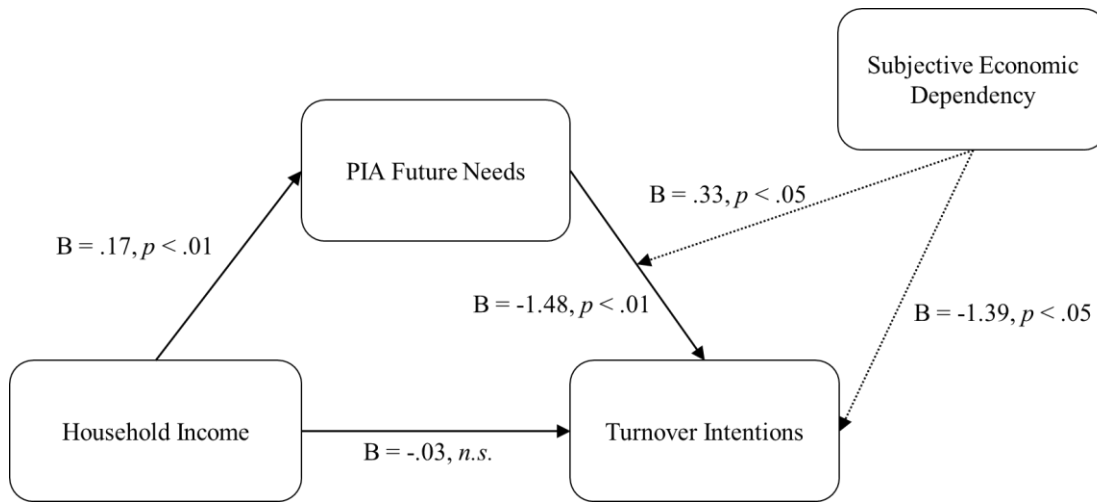 Subjective Economic
Dependency
PIA Future Needs
B = .33, p < .05
B = .17, p < .01
B = -1.48, p < .01
B = -1.39, p < .05
Household Income
Turnover Intentions
B = -.03, n.s.